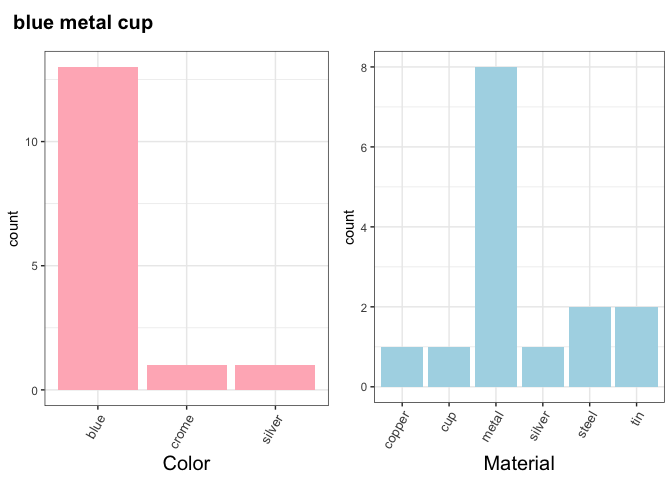 blue metal cup
count
10
5
0
blue
crome
silver
Color
count
8
6
4
2
0
copper
cup
metal
silver
steel
tin
Material